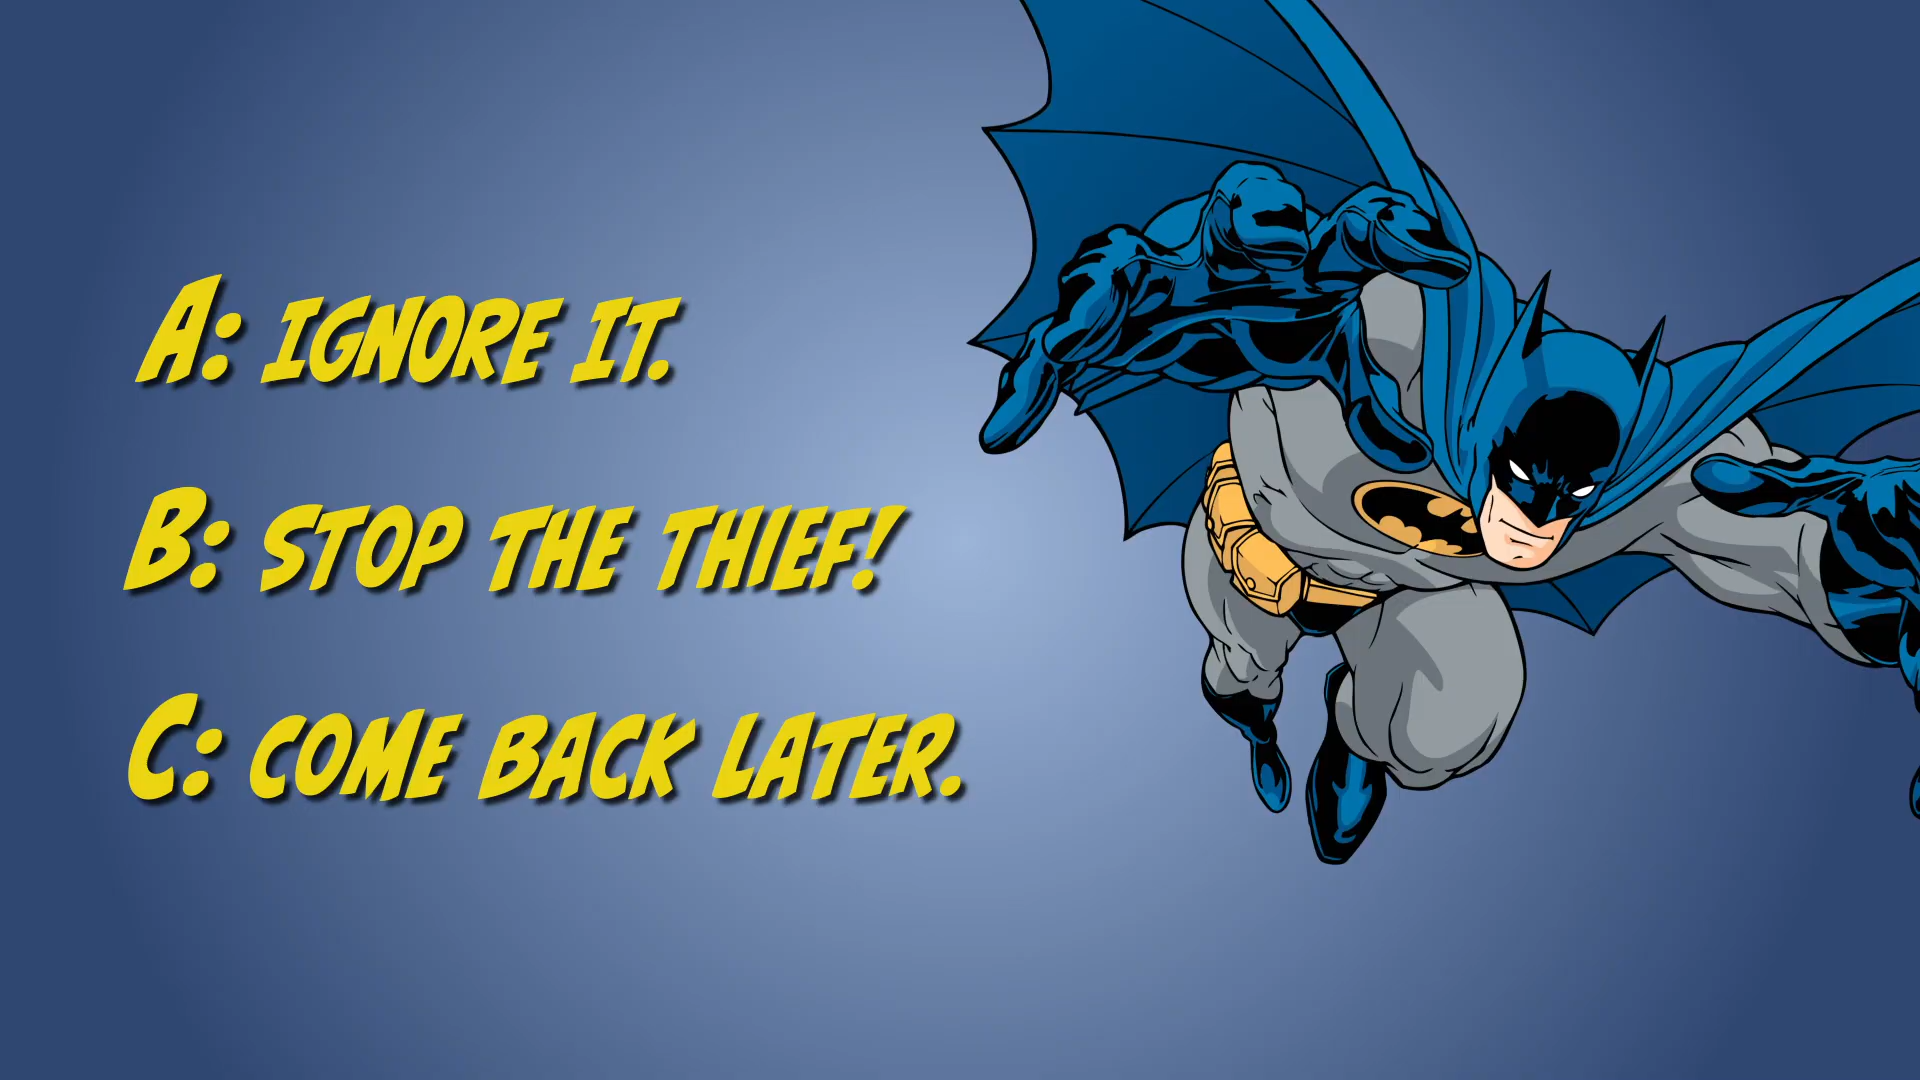 A: IGNORE IT.
B: STOP THE THIEF!
C: COME BACK LATER.